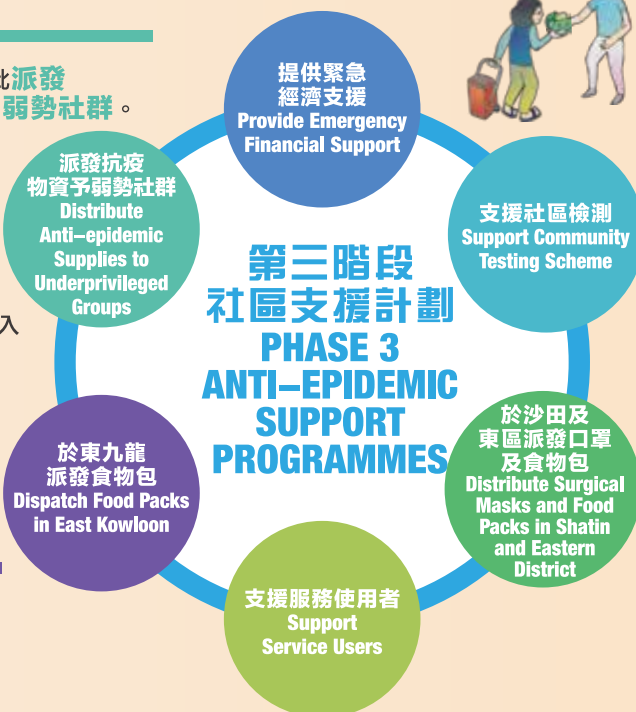 此派發
弱勢社群。
入
提供緊急
經濟支援
Provide Emergency
Financial Support
支援社區檢測
Support Community
Testing Scheme
於沙田及
東區派發口罩
及食物包
Distribute Surgical
Masks and Food
Packs in Shatin
and Eastern
District
支援服務使用者
Support
Service Users
於東九龍
派發食物包
Dispatch Food Packs
in East Kowloon
派發抗疫
物資予弱勢社群
Distribute
Anti–epidemic
Supplies to
Underprivileged
Groups
第三階段
社區支援計劃
PHASE 3
ANTI–EPIDEMIC
SUPPORT
PROGRAMMES